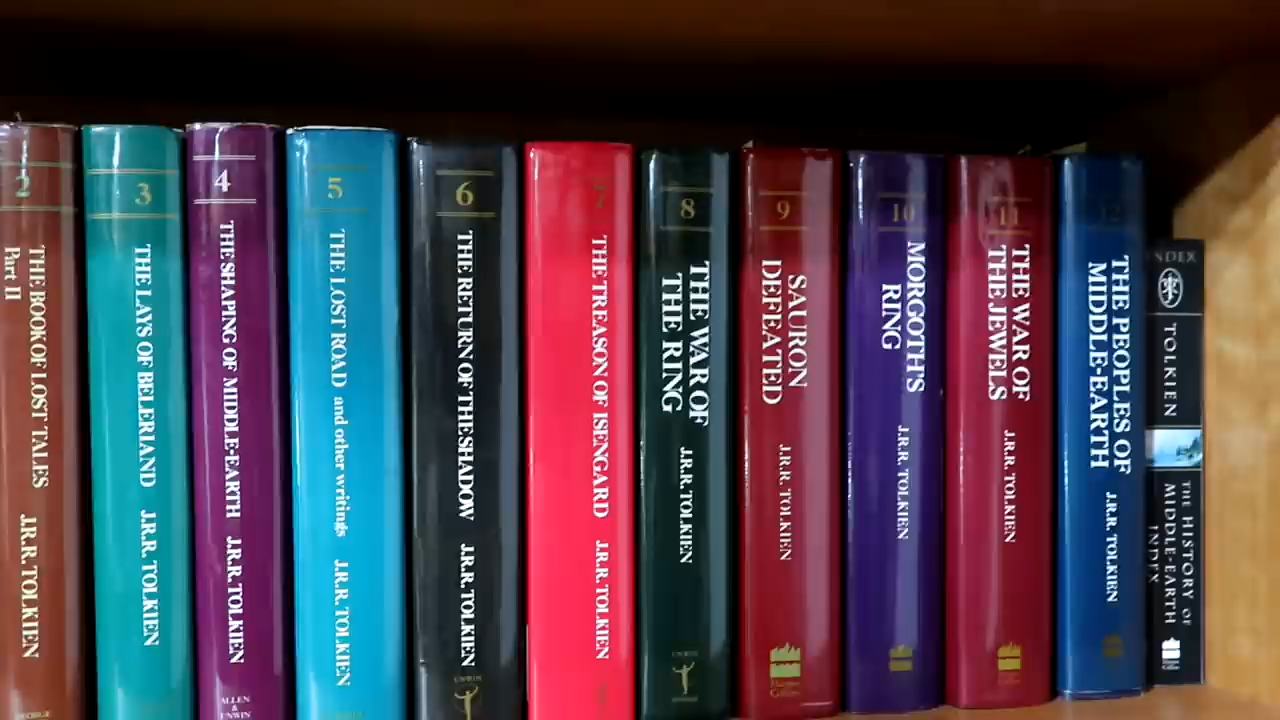 2
THE BOOK OF LOST TALES
Part II
J.R.R. TOLKIEN
3
THE LAYS OF BELERIAND
J.R.R. TOLKIEN
4
THE SHAPING OF MIDDLE-EARTH
J.R.R. TOLKIEN
ALLEN
&
UNWIN
5
THE LOST ROAD and other writings
J.R.R. TOLKIEN
6
THE RETURN OF THE SHADOW
J.R.R. TOLKIEN
UNWIN
7
THE TREASON OF ISENGARD
J.R.R. TOLKIEN
8
THE WAR OF
THE RING
J.R.R. TOLKIEN
UNWIN
9
SAURON
DEFEATED
J.R.R. TOLKIEN
Harper
Collins
10
MORGOTH'S
RING
J.R.R. TOLKIEN
11
THE WAR OF
THE JEWELS
J.R.R. TOLKIEN
12
THE PEOPLES OF
MIDDLE-EARTH
J.R.R. TOLKIEN
INDEX
TOLKIEN
THE HISTORY OF
MIDDLE-EARTH
INDEX